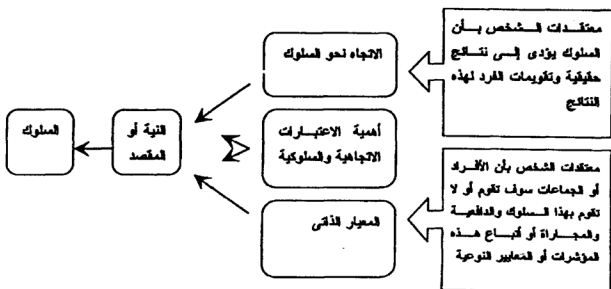 معتقدات الشخص بأن
السلوك يؤدى إلى نتائج
حقيقية وتقويمات الفرد لهذه
النتائج
الاتجاه نحو السلوك
أهمية الاعتبارات
الاتجاهية والسلوكية
النية أو
المقصد
السلوك
معتقدات الشخص بأن الأفراد
أو الجماعات سوف تقوم أو لا
تقوم بهذا السلوك والدافعية
والمجاراة أو أتباع هذه
المؤشرات أو المعايير النوعية
المعيار الذاتى